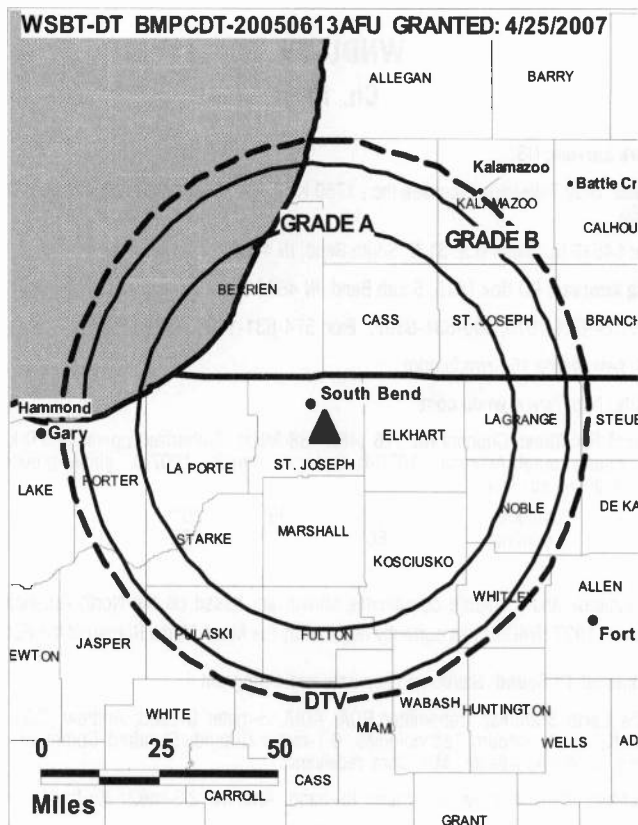 WSBT-DT BMPCDT-20050613AFU GRANTED: 4/25/2007
ALLEGAN
BARRY
Kalamazoo
Battle Cr
KALAMAZOO
CALHOU
GRADE A
GRADE B
BERRIEN
CASS
ST. JOSEPH
BRANCH
South Bend
Hammond
Gary
LAGRANGE
STEUB
ELKHART
LA PORTE
ST. JOSEPH
LAKE
PORTER
NOBLE
DE KA
STARKE
MARSHALL
KOSCIUSKO
WHITLEY
ALLEN
Fort
PULASKI
FULTON
JASPER
EWTON
DTV
WABASH
HUNTINGTON
WHITE
MIAMI
WELLS
AD
0 25 50
CASS
Miles
CARROLL
GRANT